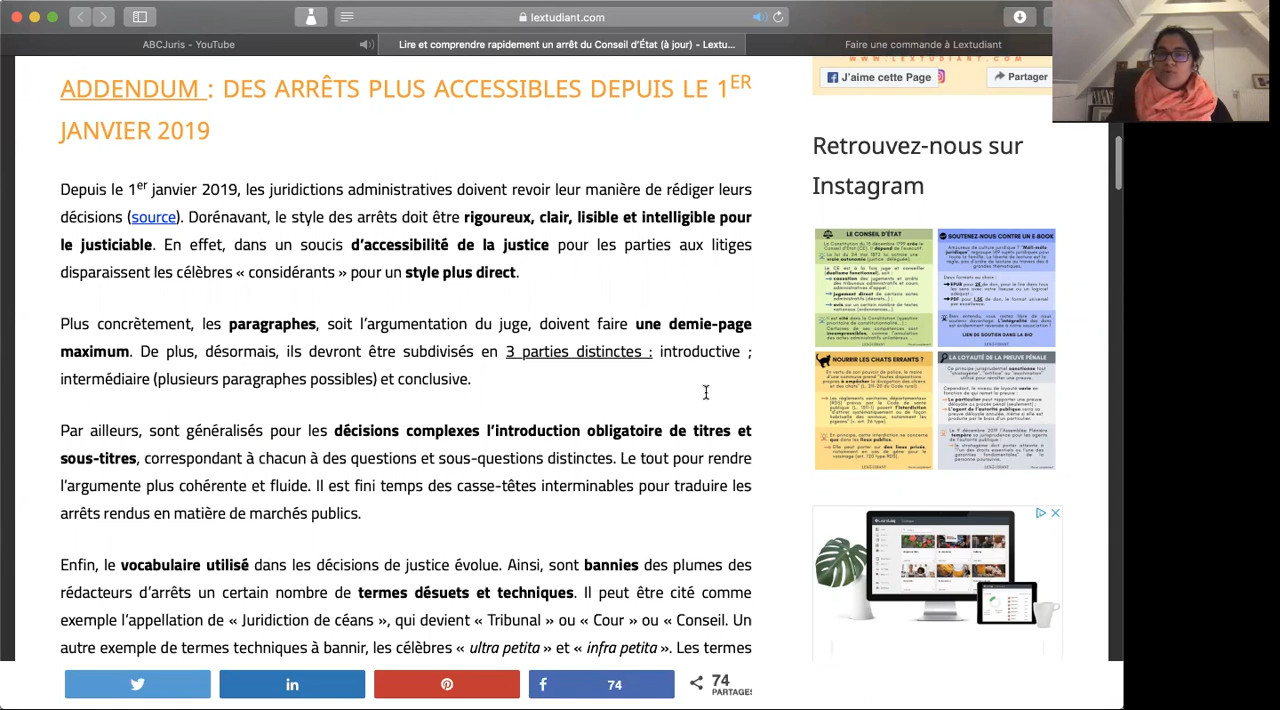 lextudiant.com
ABCJuris - YouTube
Lire et comprendre rapidement un arrêt du Conseil d'État (à jour) - Lextu...
Faire une commande à Lextudiant
ADDENDUM : DES ARRÊTS PLUS ACCESSIBLES DEPUIS LE 1ER
JANVIER 2019
Depuis le 1er janvier 2019, les juridictions administratives doivent revoir leur manière de rédiger leurs
décisions (source). Dorénavant, le style des arrêts doit être rigoureux, clair, lisible et intelligible pour
le justiciable. En effet, dans un soucis d'accessibilité de la justice pour les parties aux litiges
disparaissent les célèbres « considérants » pour un style plus direct.
Plus concrètement, les paragraphes, soit l'argumentation du juge, doivent faire une demie-page
maximum. De plus, désormais, ils devront être subdivisés en 3 parties distinctes : introductive ;
intermédiaire (plusieurs paragraphes possibles) et conclusive.
Par ailleurs, sont généralisés pour les décisions complexes l'introduction obligatoire de titres et
sous-titres, répondant à chacune des questions et sous-question distinctes. Le tout pour rendre
l'argumente plus cohérente et fluide. Il est fini temps de casse-têtes interminables pour traduire les
arrêts rendus en matière de marchés publics.
Enfin, le vocabulaire utilisé dans les décisions de justice évolue. Ainsi, sont bannies des plumes des
rédacteurs d'arrêts un certain nombre de termes désuets et techniques. Il peut être cité comme
exemple l'appellation de « Juridiction de céans », qui devient « Tribunal » ou « Cour » ou « Conseil. Un
autre exemple de termes techniques à bannir, les célèbres « ultra petita » et « infra petita ». Les termes
74
74
PARTAGES
WWW.LEXTUDIANT.COM
J'aime cette Page
Partager
Retrouvez-nous sur
Instagram
LE CONSEIL D'ÉTAT
SOUTENEZ-NOUS CONTRE UN E-BOOK
NOURRIR LES CHATS ERRANTS ?
LA LOYAUTÉ DE LA PREUVE PÉNALE